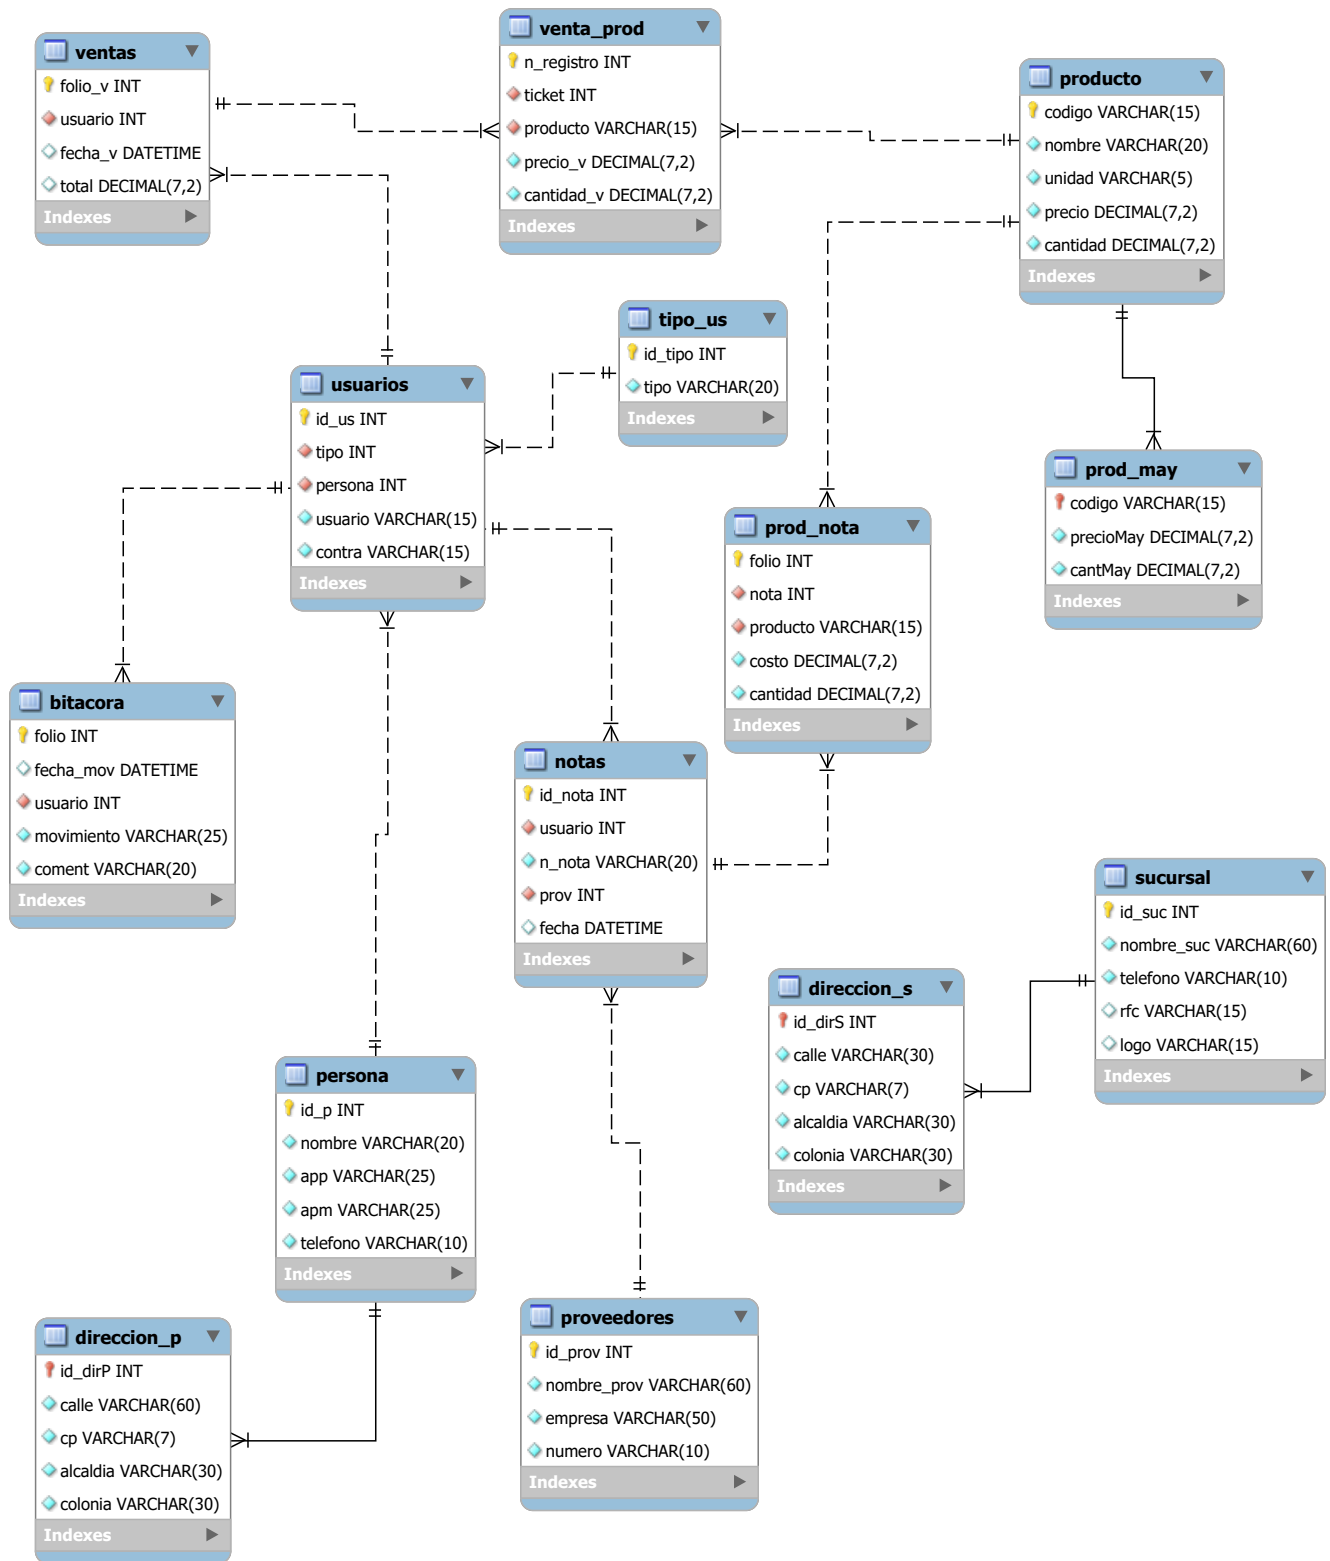 ventas
folio_v INT
usuario INT
fecha_v DATETIME
total DECIMAL(7,2)
Indexes
venta_prod
n_registro INT
ticket INT
producto VARCHAR(15)
precio_v DECIMAL(7,2)
cantidad_v DECIMAL(7,2)
Indexes
producto
codigo VARCHAR(15)
nombre VARCHAR(20)
unidad VARCHAR(5)
precio DECIMAL(7,2)
cantidad DECIMAL(7,2)
Indexes
tipo_us
id_tipo INT
tipo VARCHAR(20)
Indexes
usuarios
id_us INT
tipo INT
persona INT
usuario VARCHAR(15)
contra VARCHAR(15)
Indexes
prod_may
codigo VARCHAR(15)
precioMay DECIMAL(7,2)
cantMay DECIMAL(7,2)
Indexes
prod_nota
folio INT
nota INT
producto VARCHAR(15)
costo DECIMAL(7,2)
cantidad DECIMAL(7,2)
Indexes
bitacora
folio INT
fecha_mov DATETIME
usuario INT
movimiento VARCHAR(25)
coment VARCHAR(20)
Indexes
notas
id_nota INT
usuario INT
n_nota VARCHAR(20)
prov INT
fecha DATETIME
Indexes
sucursal
id_suc INT
nombre_suc VARCHAR(60)
telefono VARCHAR(10)
rfc VARCHAR(15)
logo VARCHAR(15)
Indexes
direccion_s
id_dirS INT
calle VARCHAR(30)
cp VARCHAR(7)
alcaldia VARCHAR(30)
colonia VARCHAR(30)
Indexes
persona
id_p INT
nombre VARCHAR(20)
app VARCHAR(25)
apm VARCHAR(25)
telefono VARCHAR(10)
Indexes
proveedores
id_prov INT
nombre_prov VARCHAR(60)
empresa VARCHAR(50)
numero VARCHAR(10)
Indexes
direccion_p
id_dirP INT
calle VARCHAR(60)
cp VARCHAR(7)
alcaldia VARCHAR(30)
colonia VARCHAR(30)
Indexes